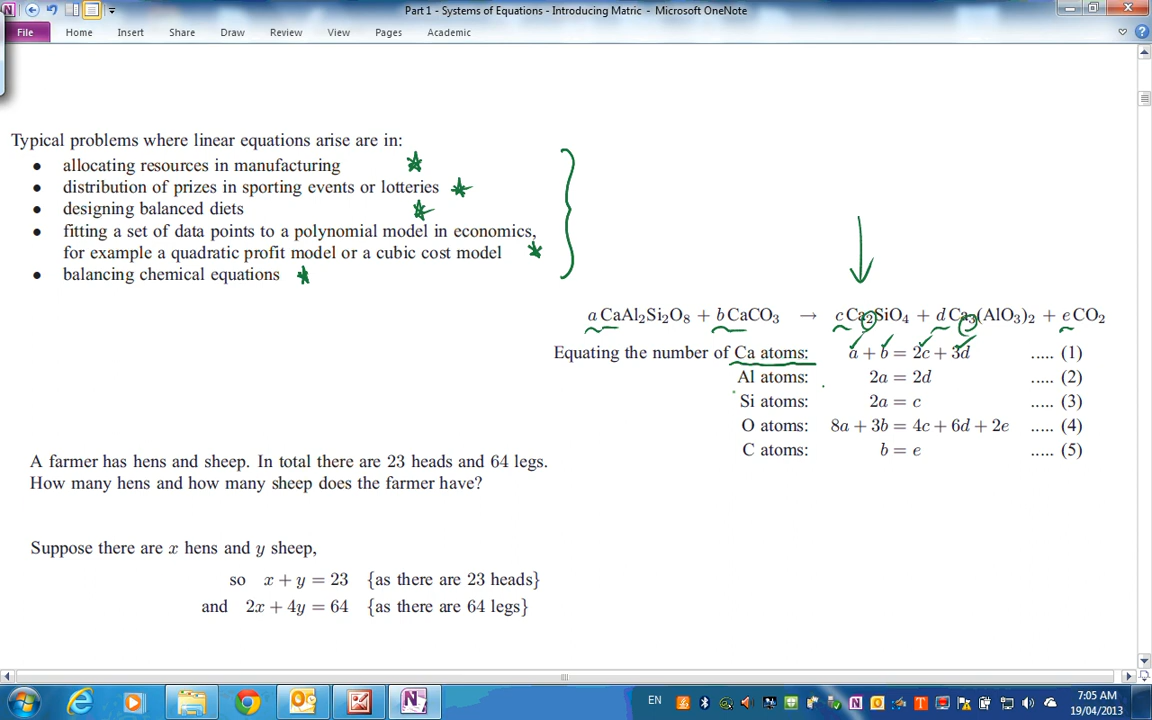 Part 1 - Systems of Equations - Introducing Matric - Microsoft OneNote
File Home Insert Share Draw Review View Pages Academic
Typical problems where linear equations arise are in:
• allocating resources in manufacturing
• distribution of prizes in sporting events or lotteries
• designing balanced diets
• fitting a set of data points to a polynomial model in economics,
for example a quadratic profit model or a cubic cost model
• balancing chemical equations
a CaAl₂Si₂O₈ + b CaCO₃ → c Ca₂SiO₄ + d Ca₃(AlO₃)₂ + e CO₂
Equating the number of Ca atoms: a + b = 2c + 3d ..... (1)
Al atoms: 2a = 2d ..... (2)
Si atoms: 2a = c ..... (3)
O atoms: 8a + 3b = 4c + 6d + 2e ..... (4)
C atoms: b = e ..... (5)
A farmer has hens and sheep. In total there are 23 heads and 64 legs.
How many hens and how many sheep does the farmer have?
Suppose there are x hens and y sheep,
so x + y = 23 {as there are 23 heads}
and 2x + 4y = 64 {as there are 64 legs}
EN
7:05 AM
19/04/2013